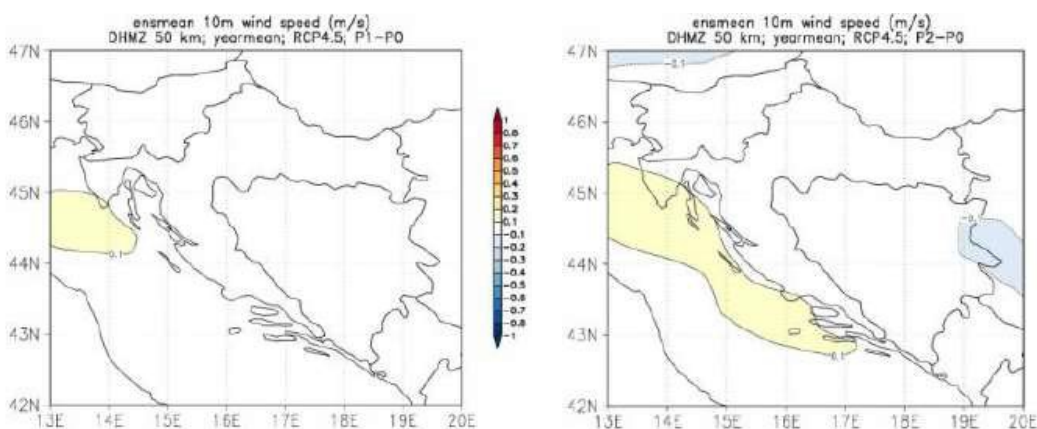 ensmean 10m wind speed (m/s)
DHMZ 50 km; yearmean; RCP4.5; P1-P0
47N
46N
45N
44N
43N
42N
13E 14E 15E 16E 17E 18E 19E 20E
0.1
1
0.8
0.7
0.6
0.5
0.4
0.3
0.2
0.1
-0.1
-0.2
-0.3
-0.4
-0.5
-0.6
-0.7
-0.8
-1
ensmean 10m wind speed (m/s)
DHMZ 50 km; yearmean; RCP4.5; P2-P0
47N
46N
45N
44N
43N
42N
13E 14E 15E 16E 17E 18E 19E 20E
-0.1
-0.1
0.1